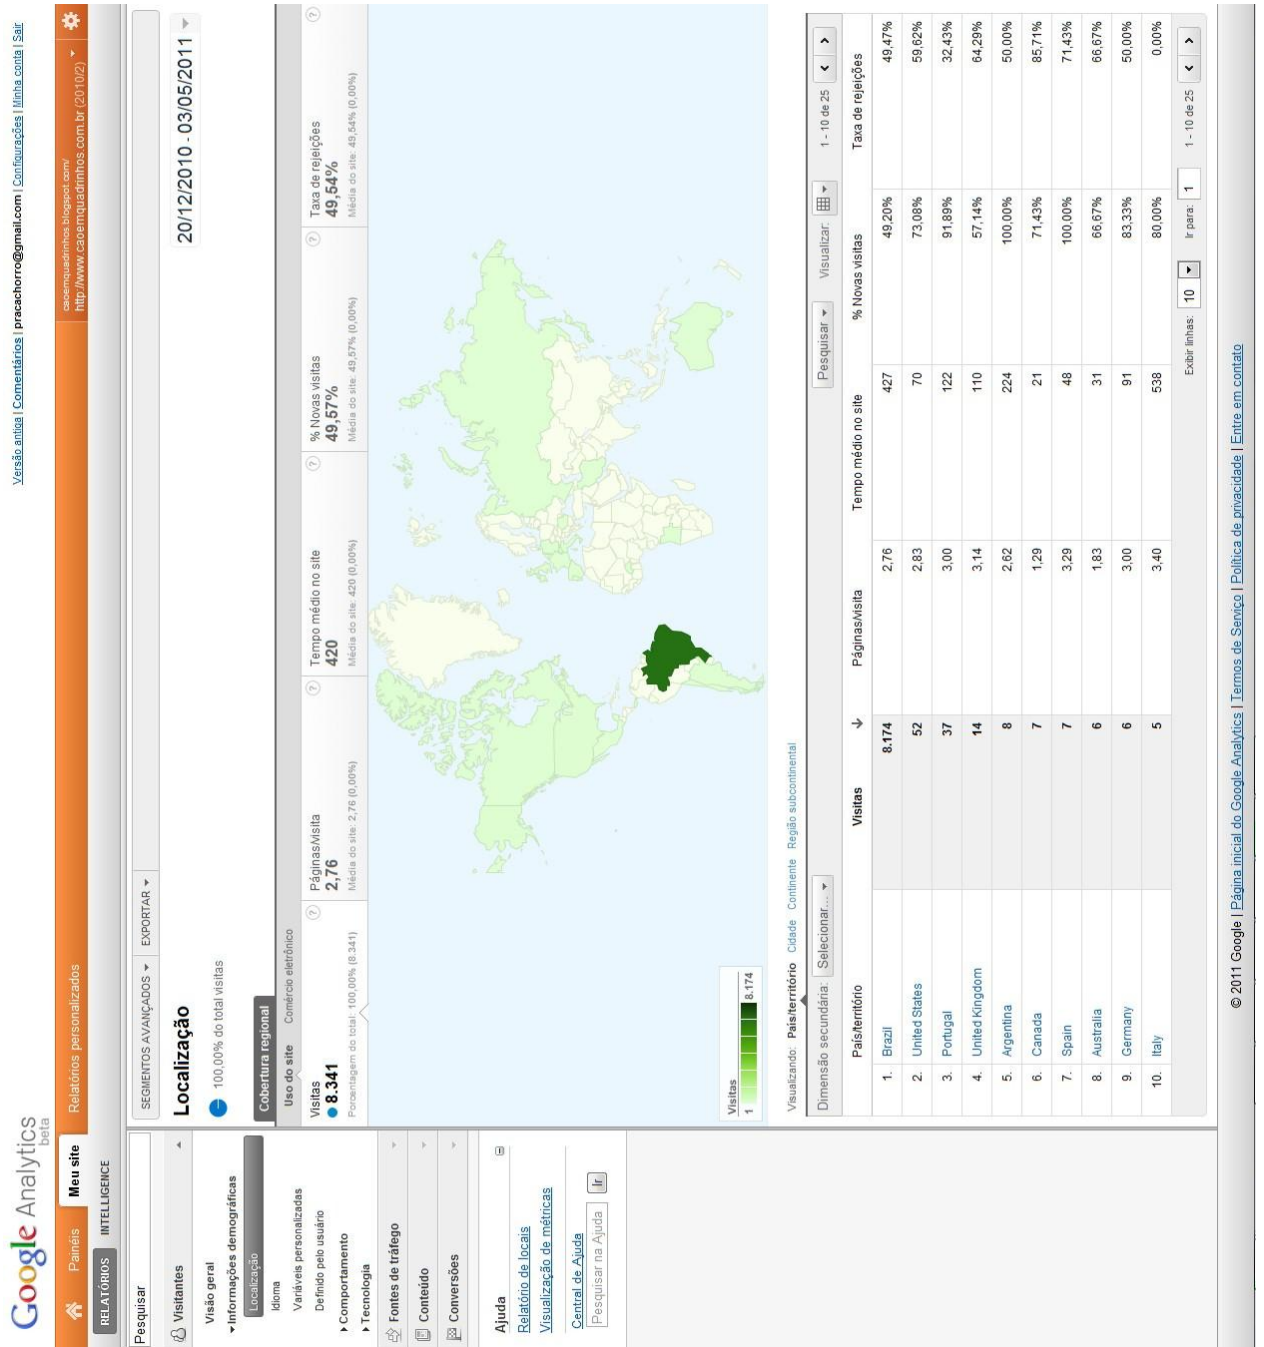 Versão antiga | Comentários | pracachorro@gmail.com | Configurações | Minha conta | Sair
Google Analytics
beta
Painéis
Meu site
Relatórios personalizados
caoemquadrinhos.blogspot.com/
http://www.caoemquadrinhos.com.br (2010/2)
RELATÓRIOS
INTELLIGENCE
Pesquisar
Visitantes
Visão geral
Informações demográficas
Localização
Idioma
Variáveis personalizadas
Definido pelo usuário
Comportamento
Tecnologia
Fontes de tráfego
Conteúdo
Conversões
Ajuda
Relatório de locais
Visualização de métricas
Central de Ajuda
Pesquisar na Ajuda
Ir
SEGMENTOS AVANÇADOS
EXPORTAR
Localização
20/12/2010 - 03/05/2011
100,00% do total visitas
Cobertura regional
Uso do site
Comércio eletrônico
Visitas
8.341
Porcentagem do total: 100,00% (8.341)
Páginas/visita
2,76
Média do site: 2,76 (0,00%)
Tempo médio no site
420
Média do site: 420 (0,00%)
% Novas visitas
49,57%
Média do site: 49,57% (0,00%)
Taxa de rejeições
49,54%
Média do site: 49,54% (0,00%)
Visitas
1 8.174
Visualizando: País/território Cidade Continente Região subcontinental
Dimensão secundária: Selecionar... Pesquisar Visualizar: 1 - 10 de 25
País/território Visitas Páginas/visita Tempo médio no site % Novas visitas Taxa de rejeições
1. Brazil 8.174 2,76 427 49,20% 49,47%
2. United States 52 2,83 70 73,08% 59,62%
3. Portugal 37 3,00 122 91,89% 32,43%
4. United Kingdom 14 3,14 110 57,14% 64,29%
5. Argentina 8 2,62 224 100,00% 50,00%
6. Canada 7 1,29 21 71,43% 85,71%
7. Spain 7 3,29 48 100,00% 71,43%
8. Australia 6 1,83 31 66,67% 66,67%
9. Germany 6 3,00 91 83,33% 50,00%
10. Italy 5 3,40 538 80,00% 0,00%
Exibir linhas: 10 Ir para: 1 1 - 10 de 25
© 2011 Google | Página inicial do Google Analytics | Termos de Serviço | Política de privacidade | Entre em contato